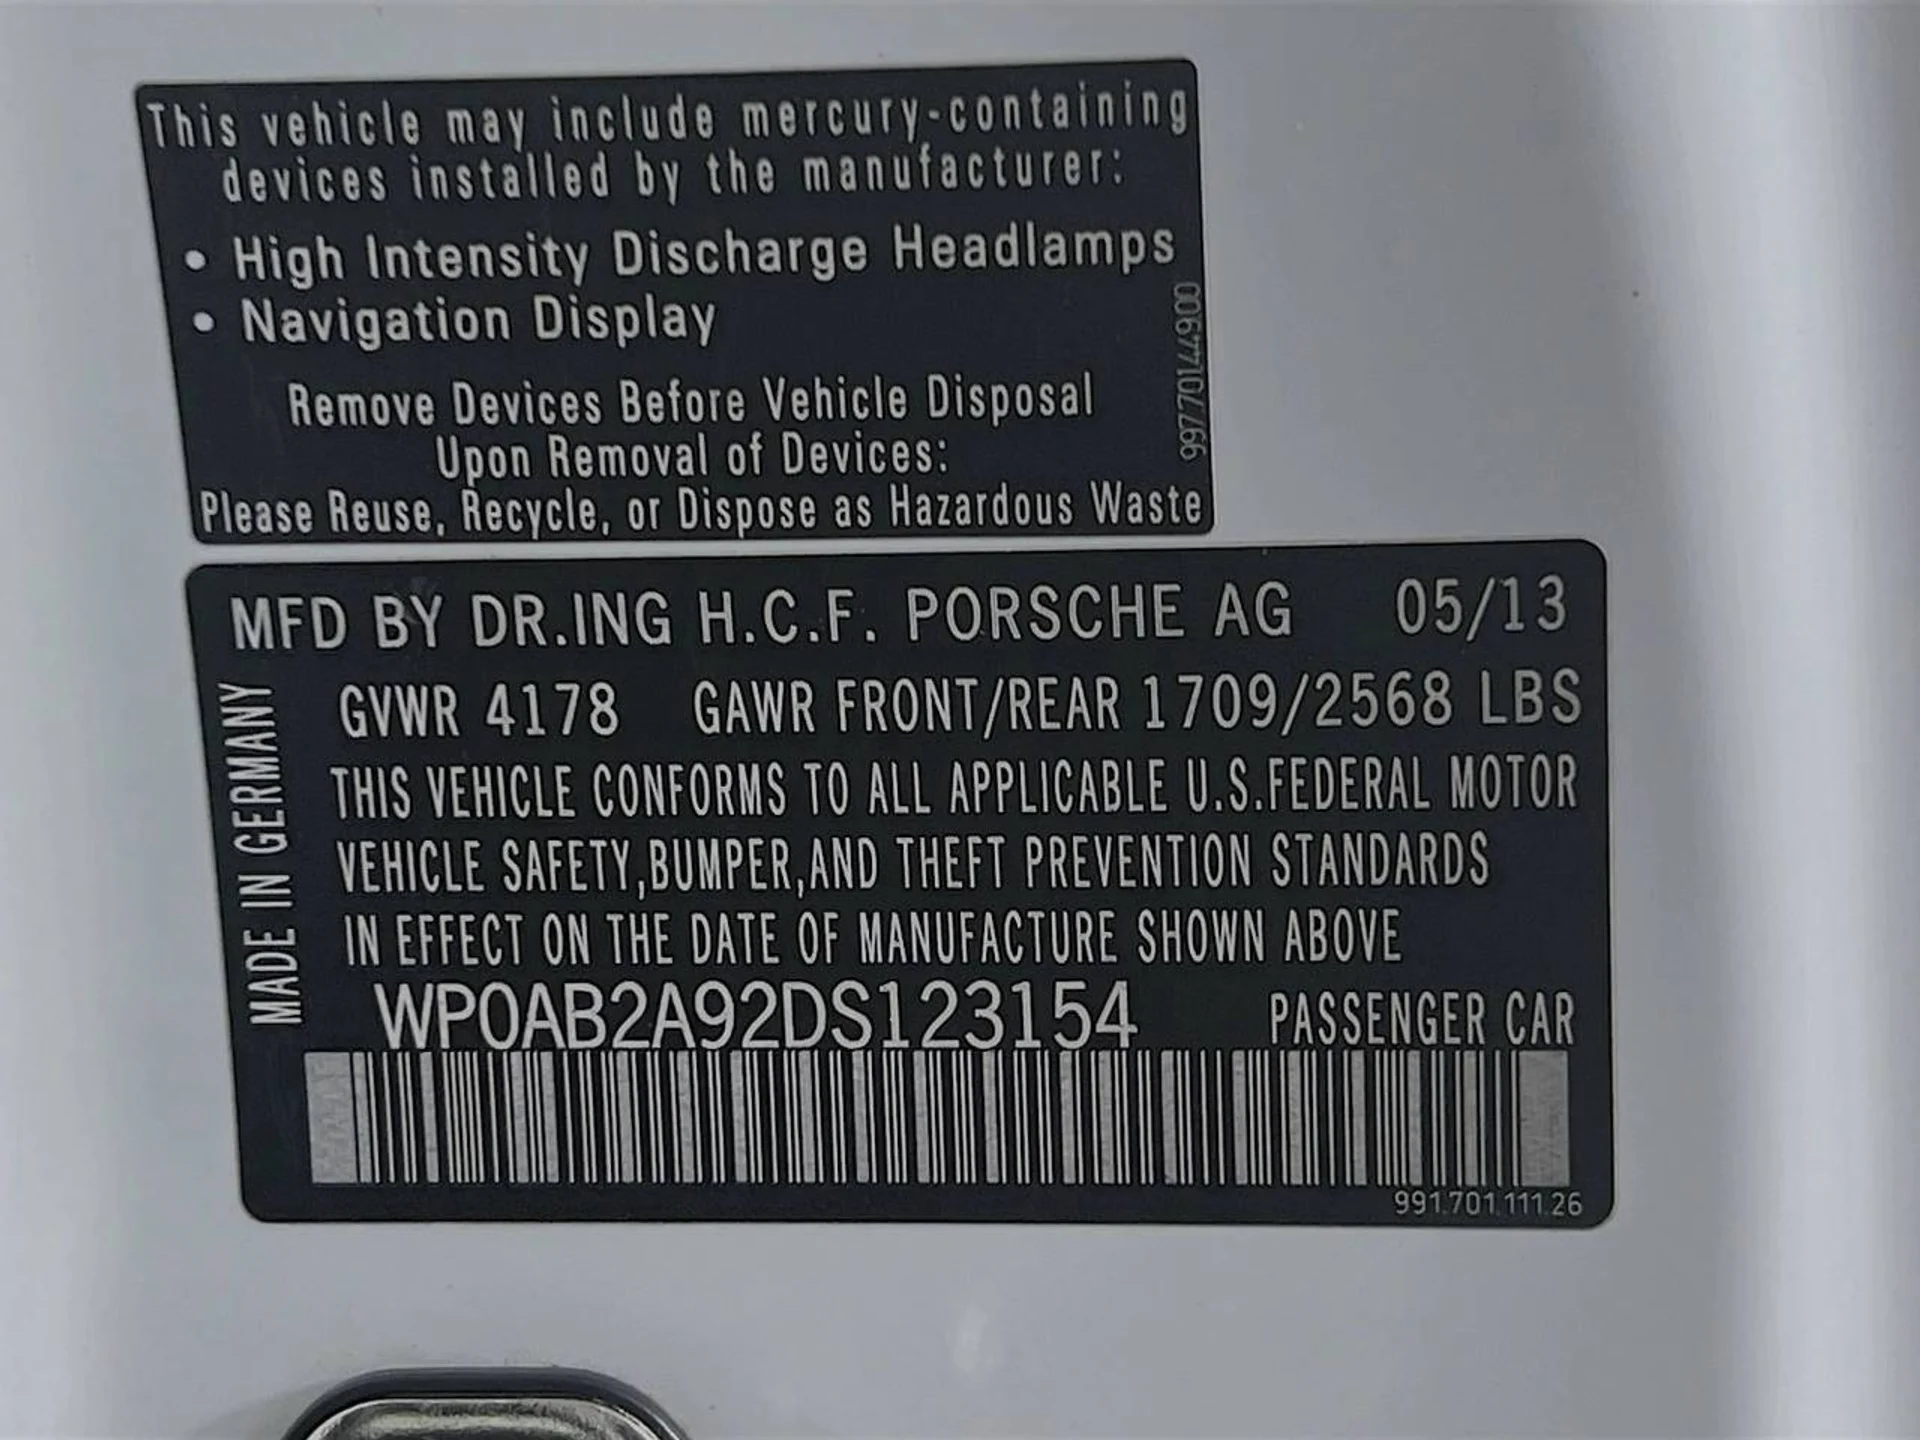 This vehicle may include mercury-containing
devices installed by the manufacturer:
• High Intensity Discharge Headlamps
• Navigation Display
Remove Devices Before Vehicle Disposal
Upon Removal of Devices:
Please Reuse, Recycle, or Dispose as Hazardous Waste
99770144900
MFD BY DR.ING H.C.F. PORSCHE AG 05/13
GVWR 4178 GAWR FRONT/REAR 1709/2568 LBS
THIS VEHICLE CONFORMS TO ALL APPLICABLE U.S.FEDERAL MOTOR
VEHICLE SAFETY,BUMPER,AND THEFT PREVENTION STANDARDS
IN EFFECT ON THE DATE OF MANUFACTURE SHOWN ABOVE
WP0AB2A92DS123154 PASSENGER CAR
MADE IN GERMANY
991.701.111.26